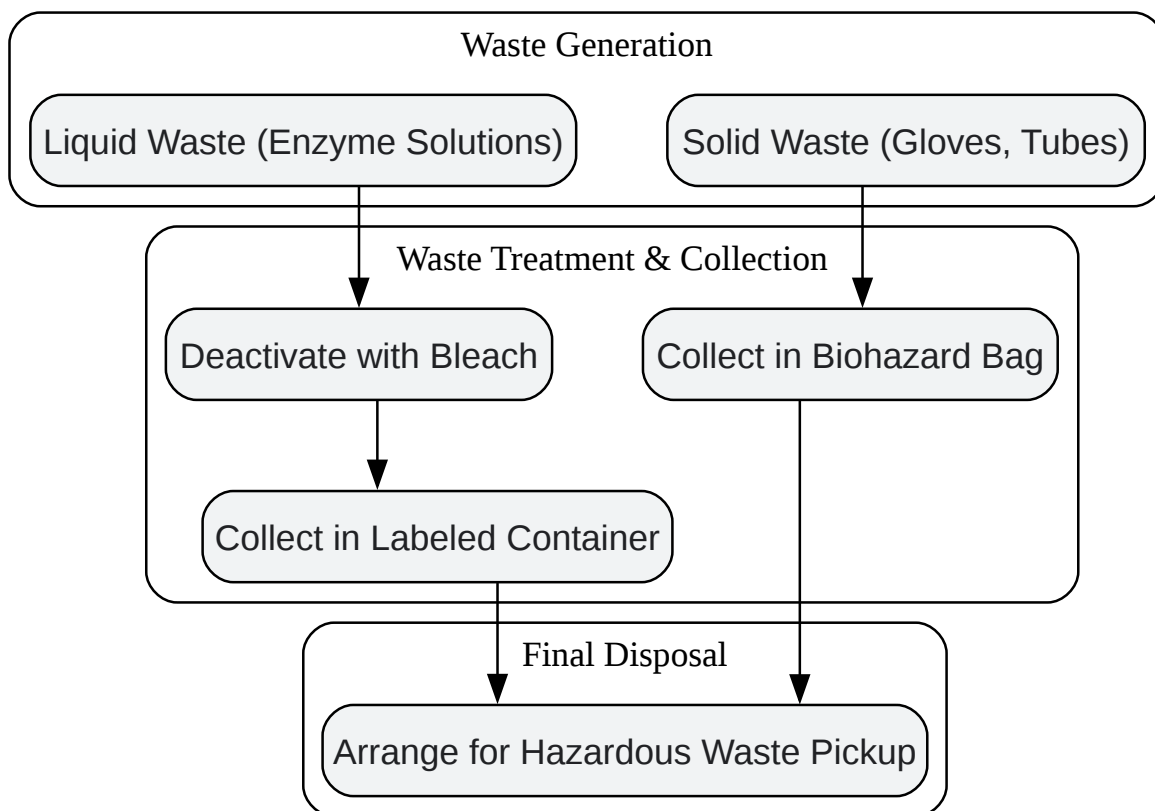 Waste Generation
Liquid Waste (Enzyme Solutions)
Solid Waste (Gloves, Tubes)
Waste Treatment & Collection
Deactivate with Bleach
Collect in Biohazard Bag
Collect in Labeled Container
Final Disposal
Arrange for Hazardous Waste Pickup